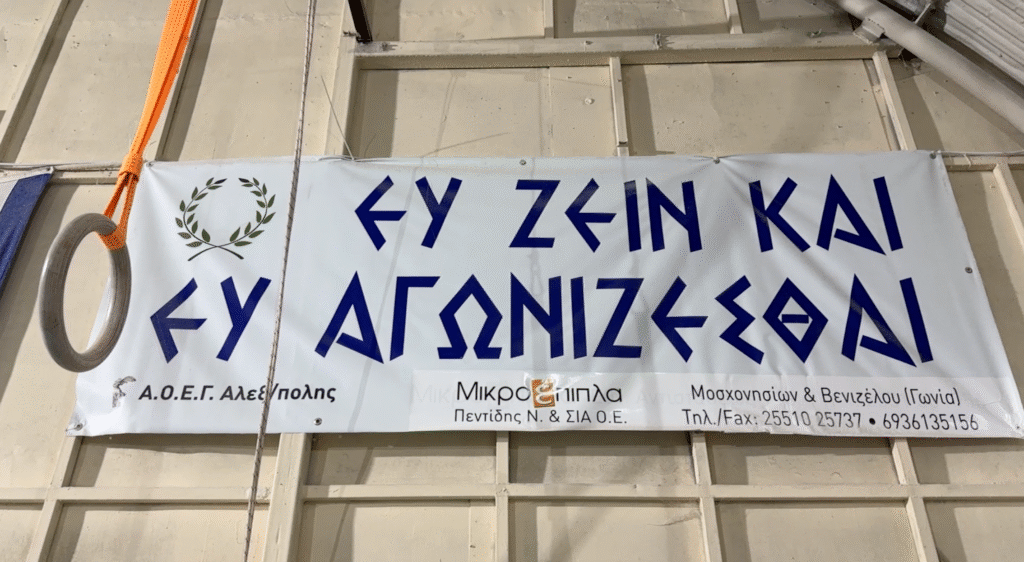 ΕΥ ΖΕΙΝ ΚΑΙ
ΕΥ ΑΓΩΝΙΖΕΣΘΑΙ
Α.Ο.Ε.Γ. Αλεξ/πολης
Μικροέπιπλα
Πεντίδης Ν. & ΣΙΑ Ο.Ε.
Μοσχονησίων & Βενιζέλου (Γωνία)
Τηλ./Fax: 25510 25737 • 6936135156